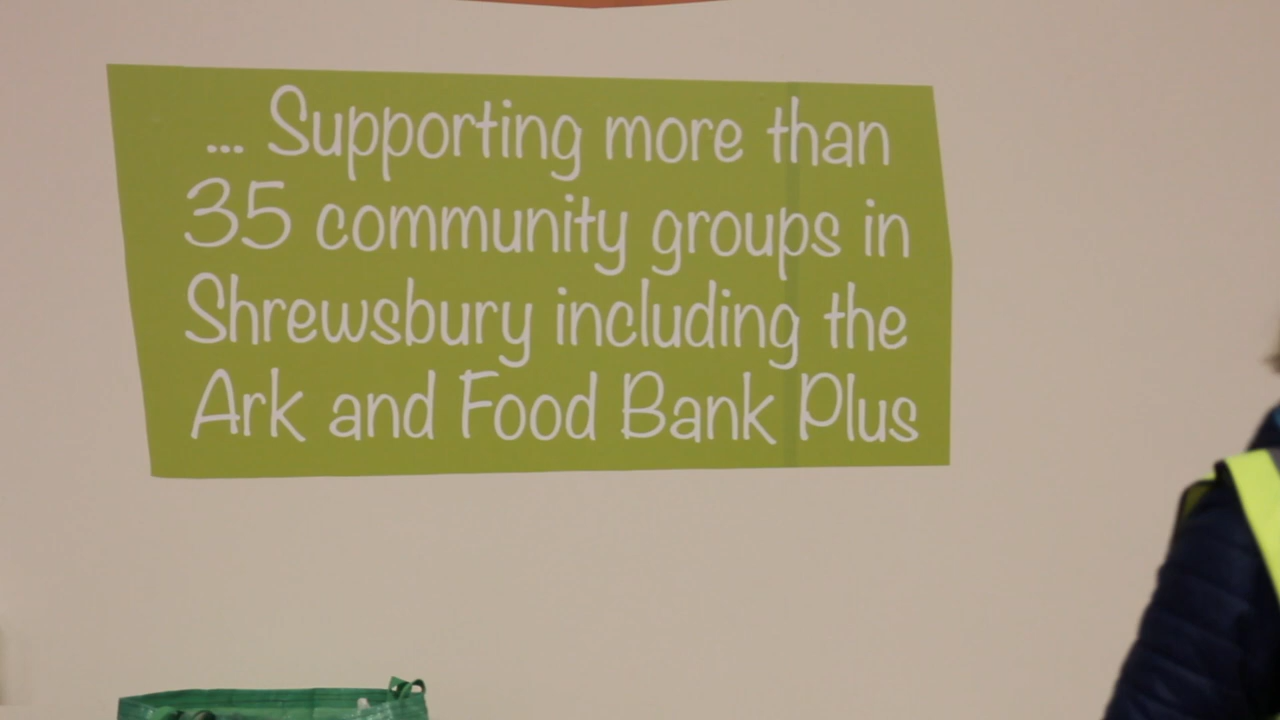 ... Supporting more than
35 community groups in
Shrewsbury including the
Ark and Food Bank Plus